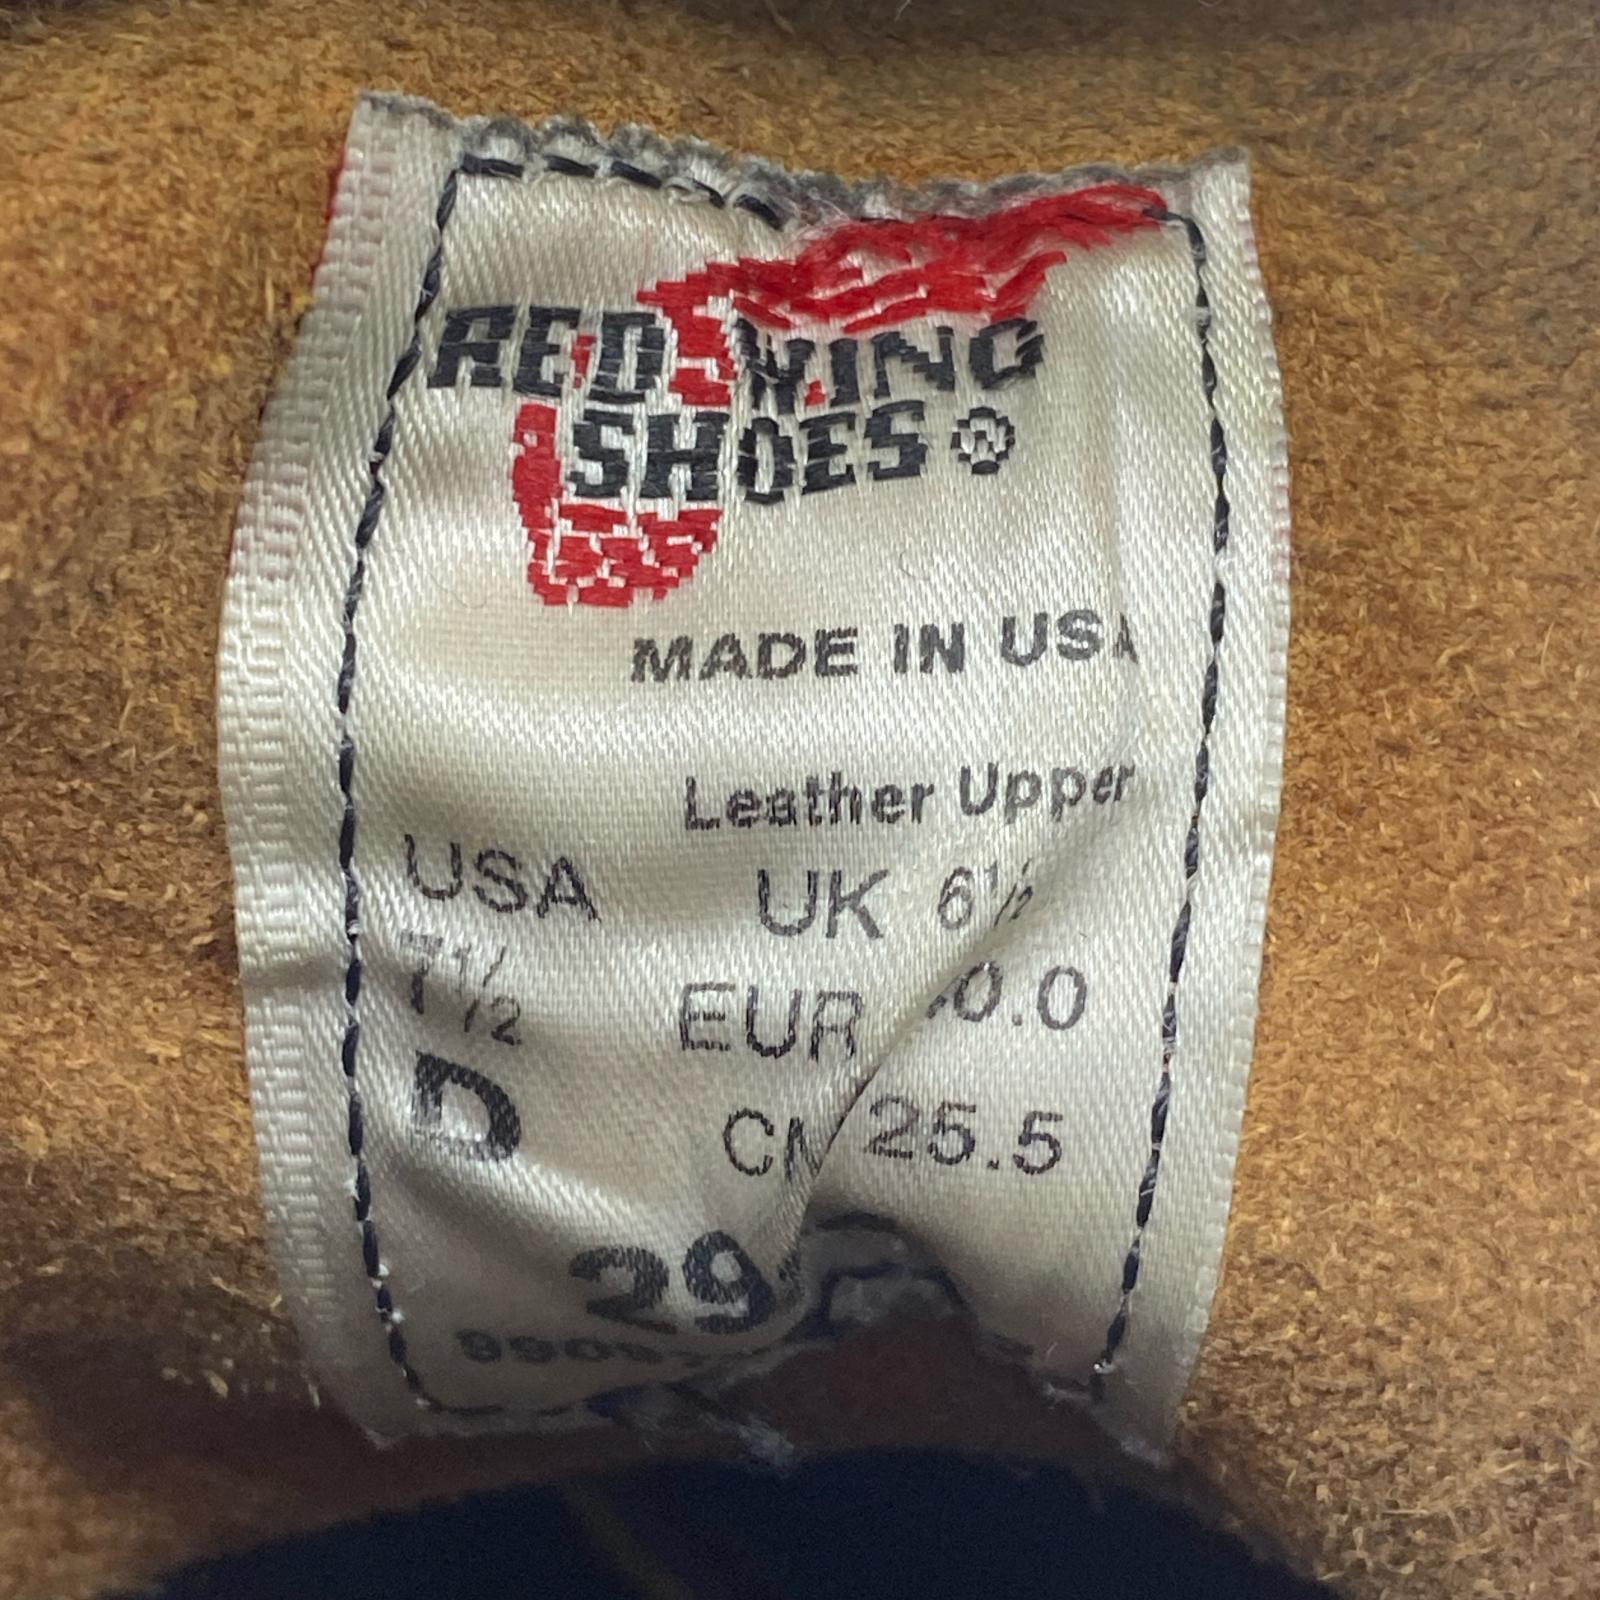 RED WING
SHOES ®
MADE IN USA
Leather Upper
USA UK 6½
7½ EUR 40.0
D CM 25.5